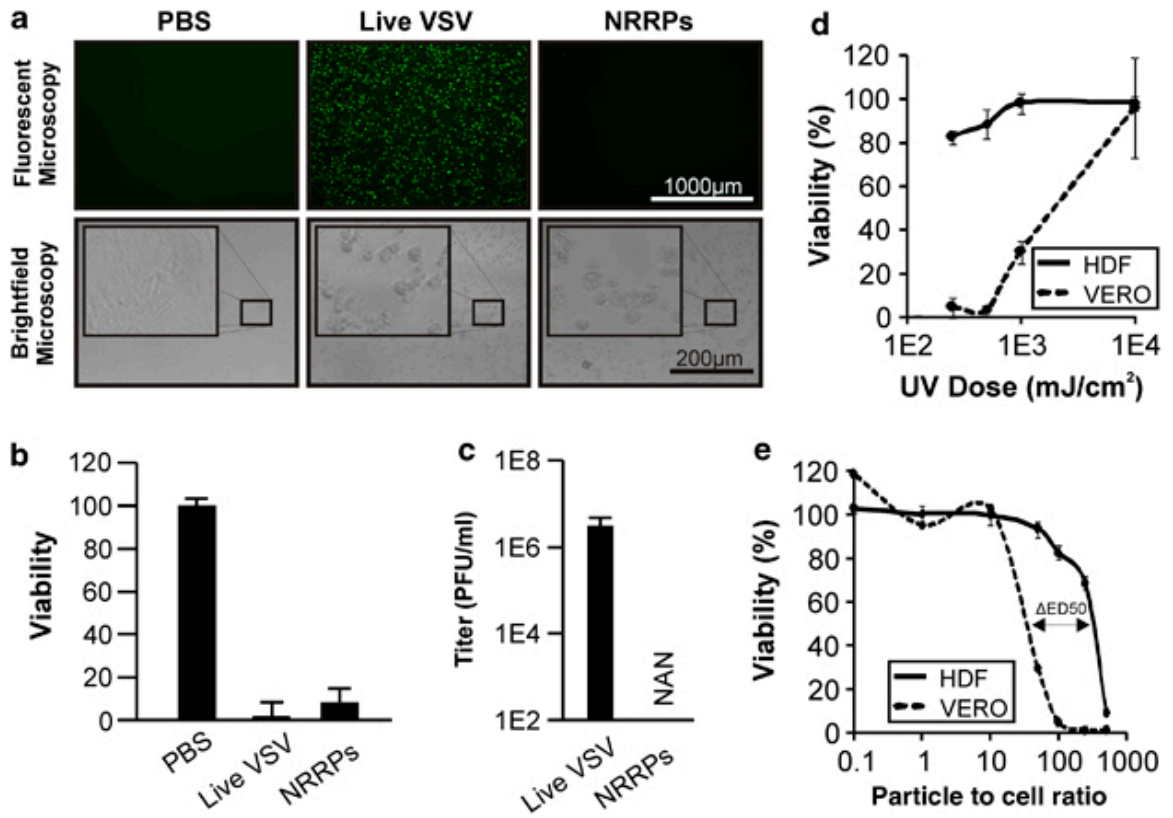 a
PBS
Live VSV
NRRPs
Fluorescent
Microscopy
1000µm
Brightfield
Microscopy
200µm
b
Viability
120
100
80
60
40
20
0
PBS
Live VSV
NRRPs
c
Titer (PFU/ml)
1E8
1E6
1E4
1E2
NAN
Live VSV
NRRPs
d
Viability (%)
120
100
80
60
40
20
0
HDF
VERO
1E2
1E3
1E4
UV Dose (mJ/cm²)
e
Viability (%)
120
100
80
60
40
20
0
ΔED50
HDF
VERO
0.1
1
10
100
1000
Particle to cell ratio